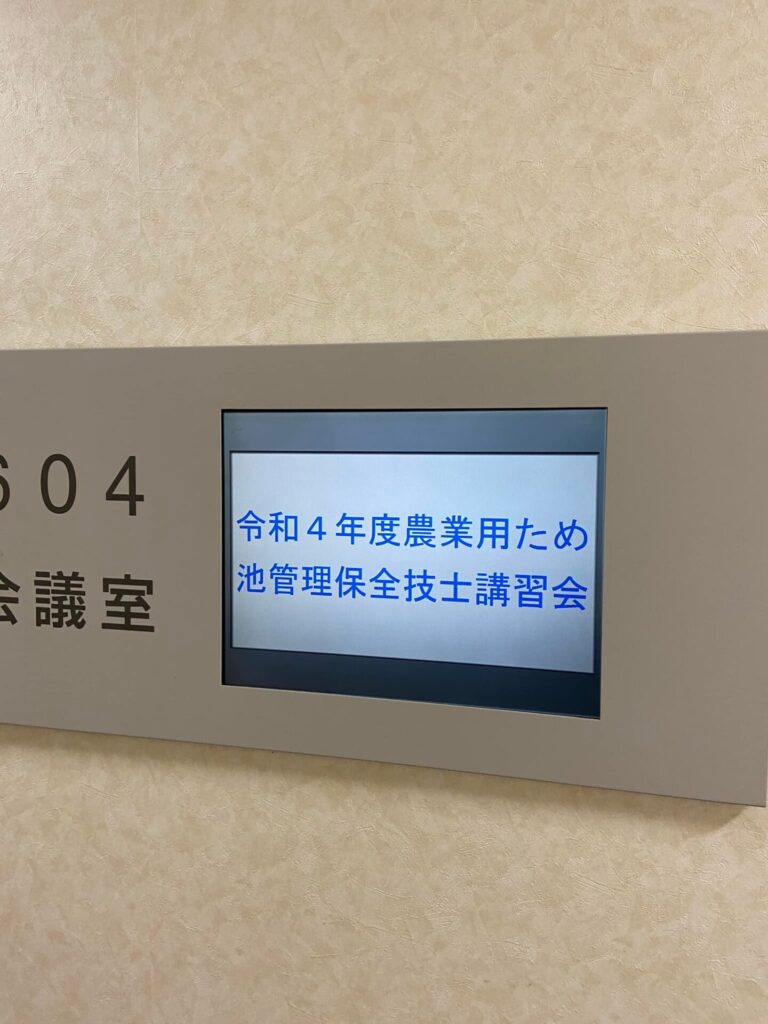 604
会議室
令和４年度農業用ため
池管理保全技士講習会